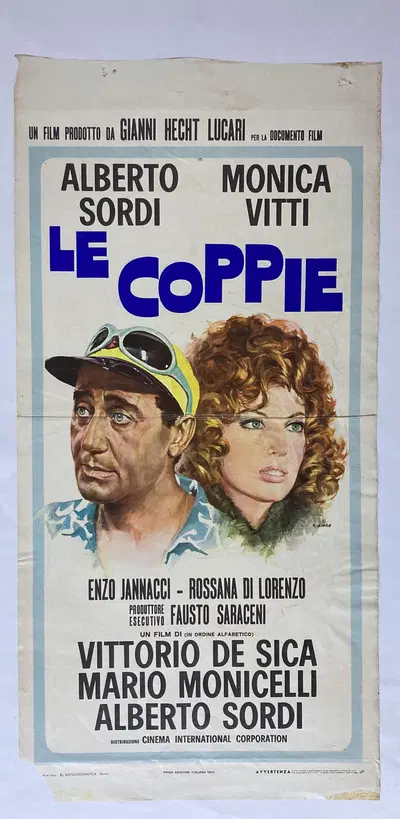 UN FILM PRODOTTO DA GIANNI HECHT LUCARI PER LA DOCUMENTO FILM
ALBERTO SORDI
MONICA VITTI
LE COPPIE
ENZO JANNACCI - ROSSANA DI LORENZO
PRODUTTORE ESECUTIVO FAUSTO SARACENI
UN FILM DI (IN ORDINE ALFABETICO)
VITTORIO DE SICA
MARIO MONICELLI
ALBERTO SORDI
DISTRIBUZIONE CINEMA INTERNATIONAL CORPORATION
PRIMA EDIZIONE ITALIANA 1970
AVVERTENZA